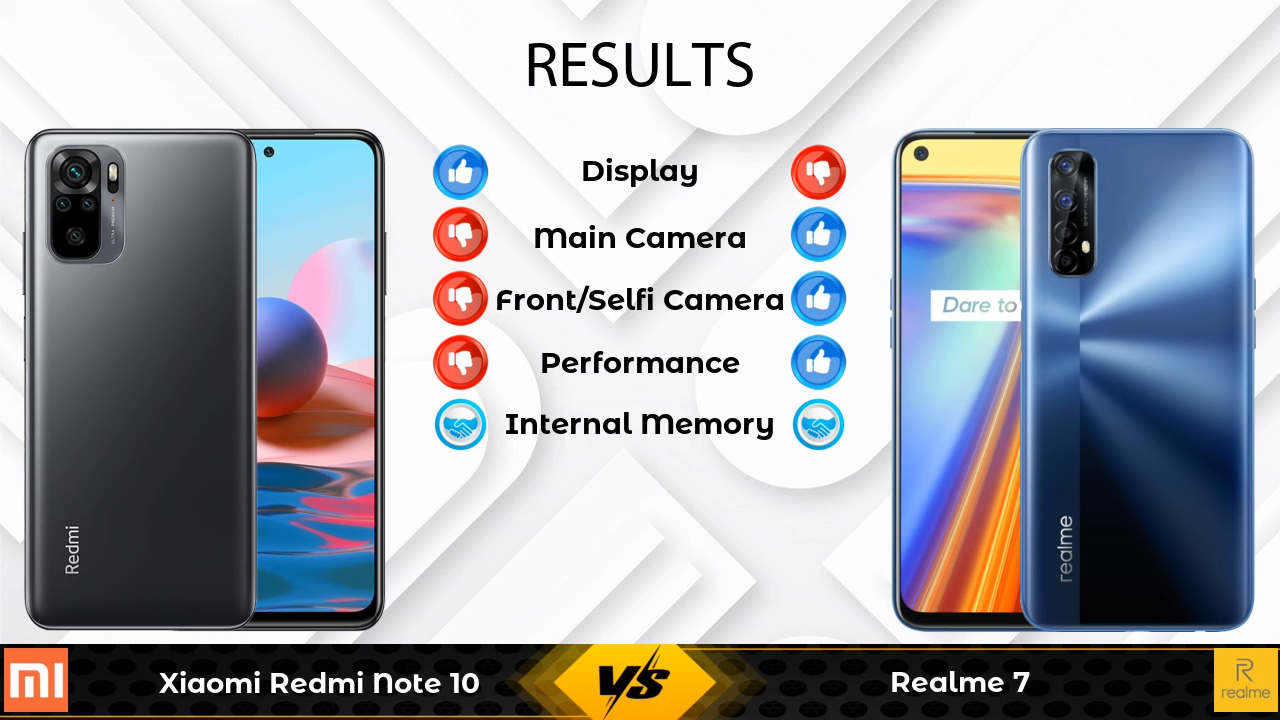 RESULTS
Display
Main Camera
Front/Selfi Camera
Performance
Internal Memory
Dare to
Redmi
realme
Xiaomi Redmi Note 10
VS
Realme 7
realme